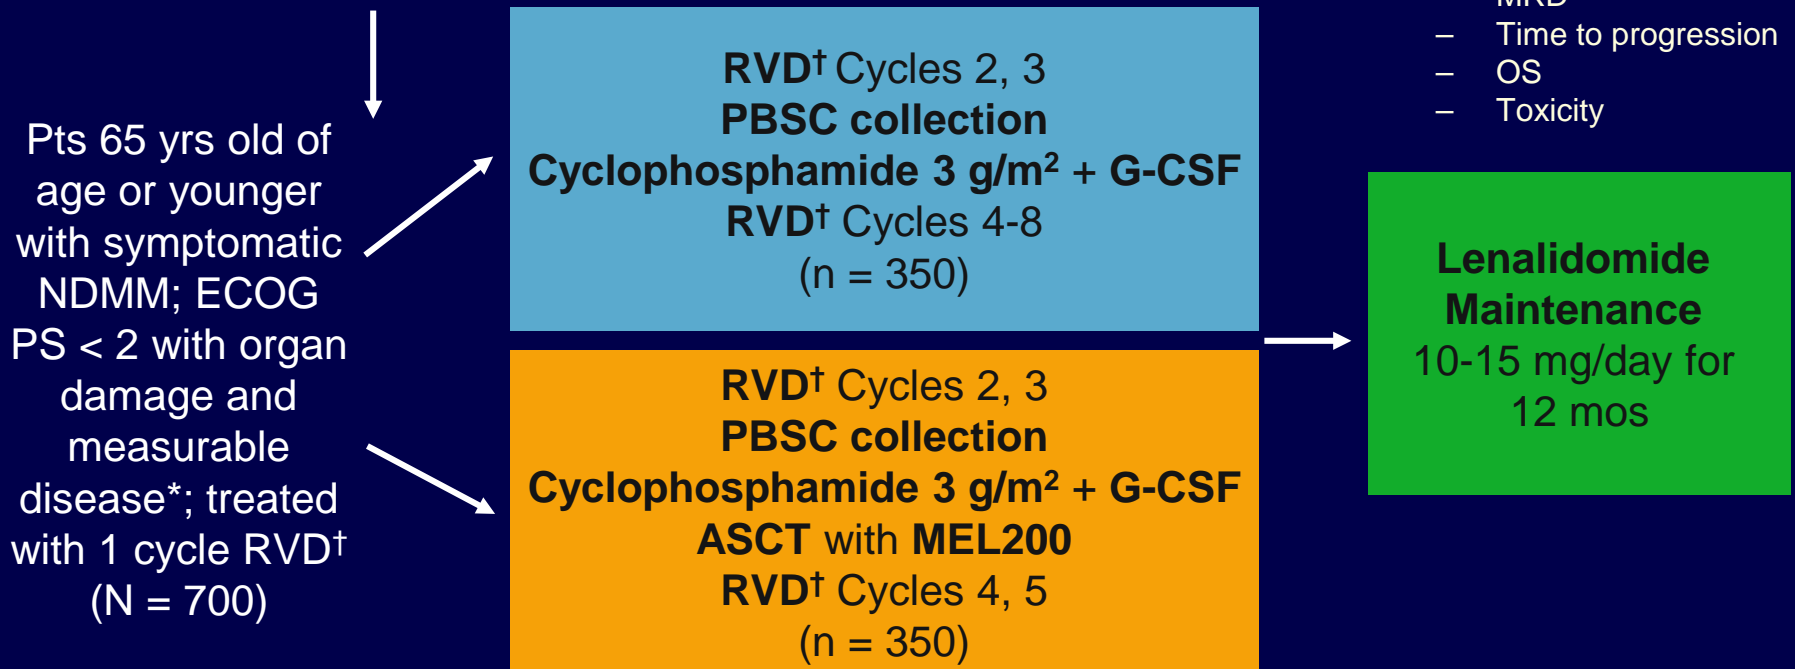 MRD
– Time to progression
– OS
– Toxicity
Pts 65 yrs old of
age or younger
with symptomatic
NDMM; ECOG
PS < 2 with organ
damage and
measurable
disease*; treated
with 1 cycle RVD†
(N = 700)
RVD† Cycles 2, 3
PBSC collection
Cyclophosphamide 3 g/m² + G-CSF
RVD† Cycles 4-8
(n = 350)
RVD† Cycles 2, 3
PBSC collection
Cyclophosphamide 3 g/m² + G-CSF
ASCT with MEL200
RVD† Cycles 4, 5
(n = 350)
Lenalidomide
Maintenance
10-15 mg/day for
12 mos